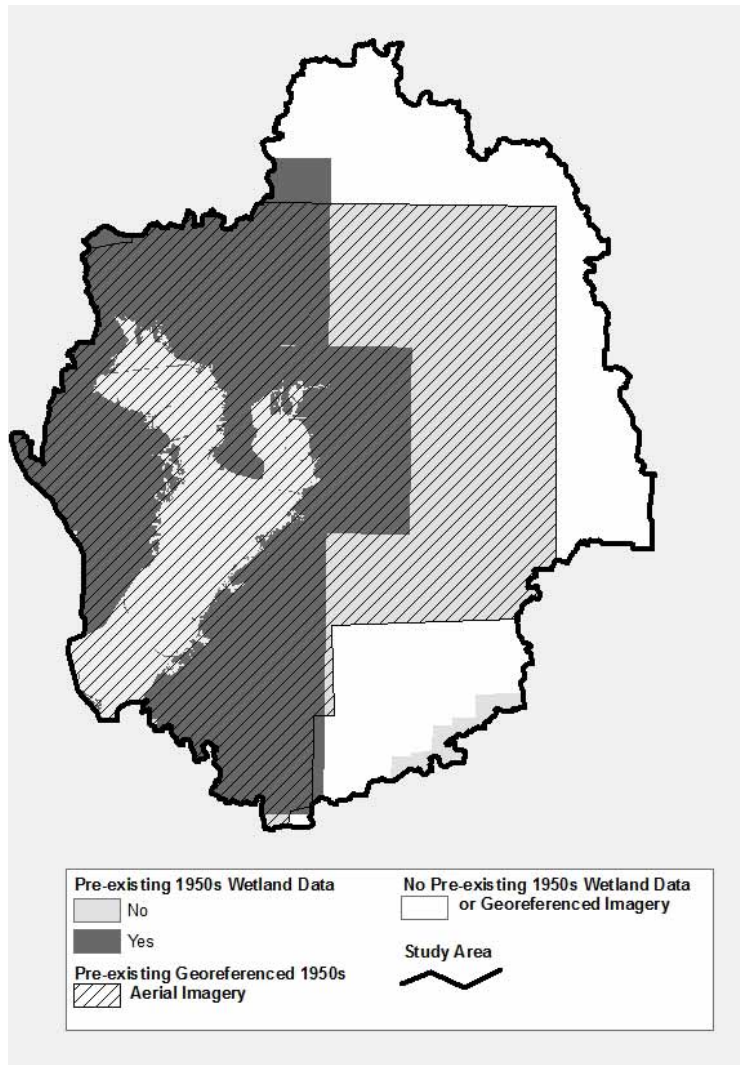 Pre-existing 1950s Wetland Data
No
Yes
Pre-existing Georeferenced 1950s
Aerial Imagery
No Pre-existing 1950s Wetland Data
or Georeferenced Imagery
Study Area